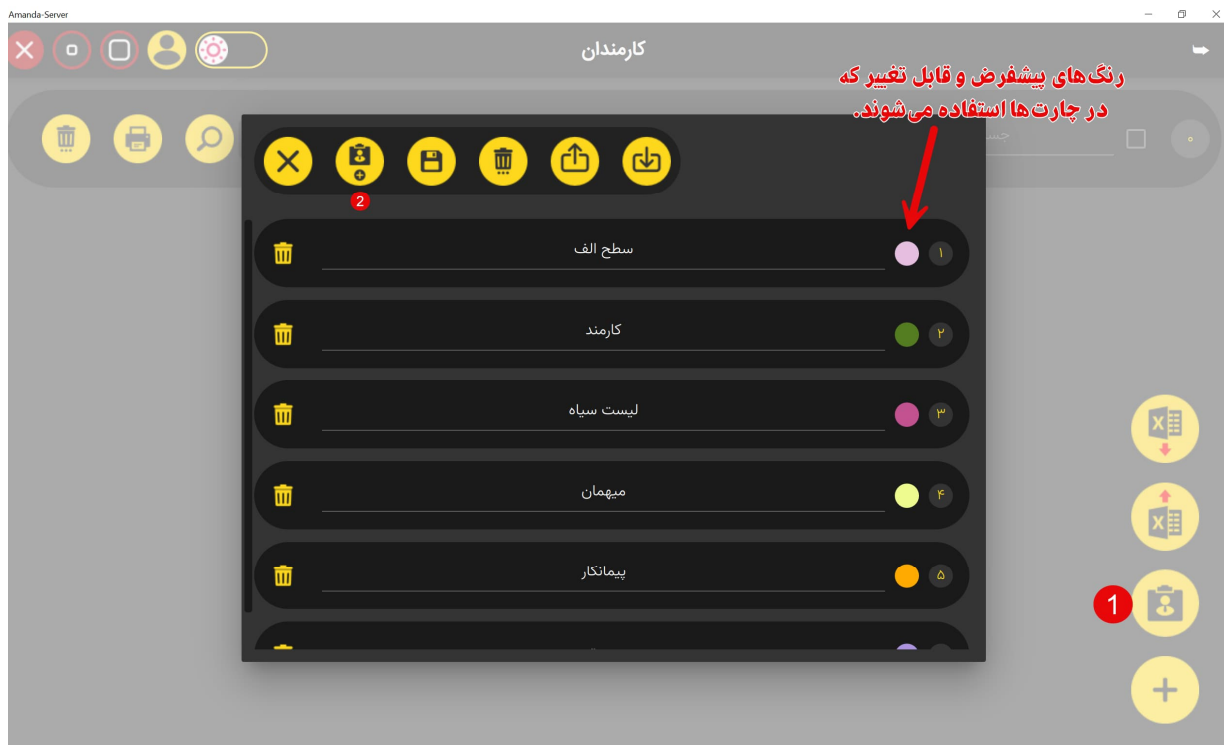 Amanda-Server
کارمندان
رنگ‌های پیشفرض و قابل تغییر که
در چارت‌ها استفاده می‌شوند.
2
سطح الف
۱
کارمند
۲
لیست سیاه
۳
میهمان
۴
پیمانکار
۵
1